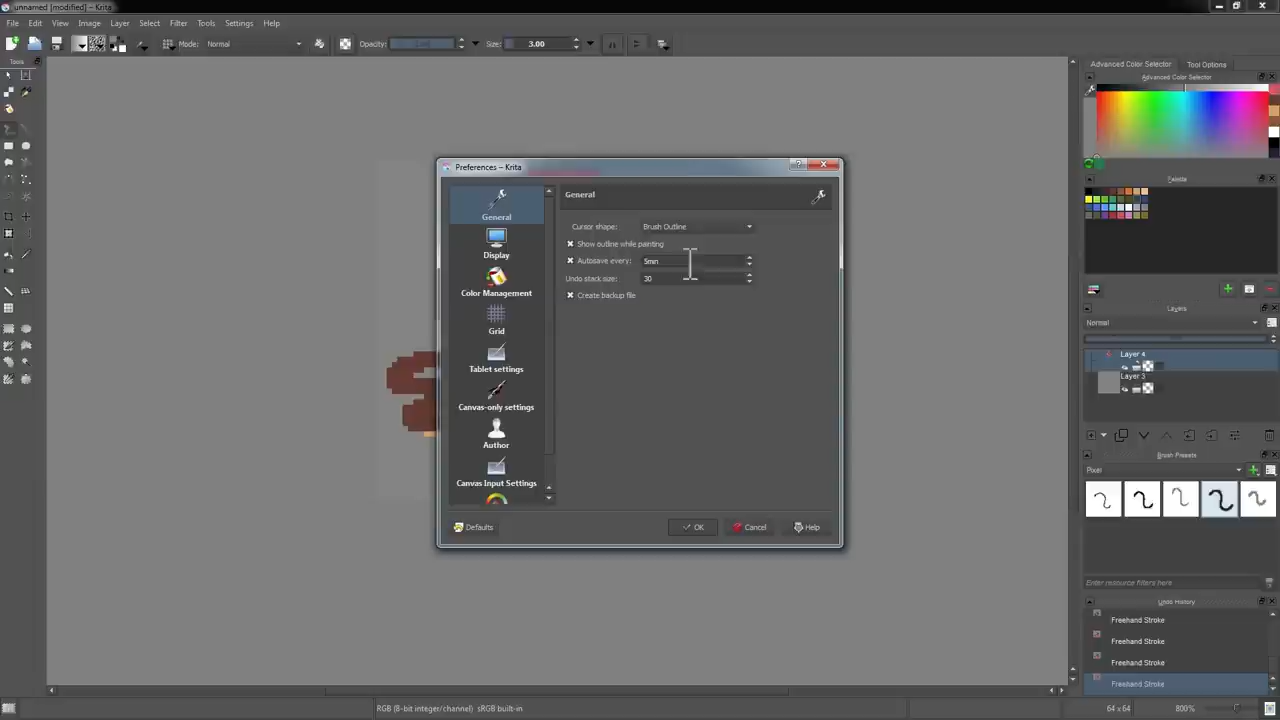 unnamed [modified] – Krita
File Edit View Image Layer Select Filter Tools Settings Help
Mode: Normal Opacity: Size: 3.00
Tools
Advanced Color Selector Tool Options
Advanced Color Selector
Palette
Preferences – Krita
General
Display
Color Management
Grid
Tablet settings
Canvas-only settings
Author
Canvas Input Settings
General
Cursor shape: Brush Outline
Show outline while painting
Autosave every: 5min
Undo stack size: 30
Create backup file
Defaults OK Cancel Help
Layers
Normal
Layer 4
Layer 3
Brush Presets
Pixel
Enter resource filters here
Undo History
Freehand Stroke
Freehand Stroke
Freehand Stroke
Freehand Stroke
RGB (8-bit integer/channel) sRGB built-in 64 x 64 800%